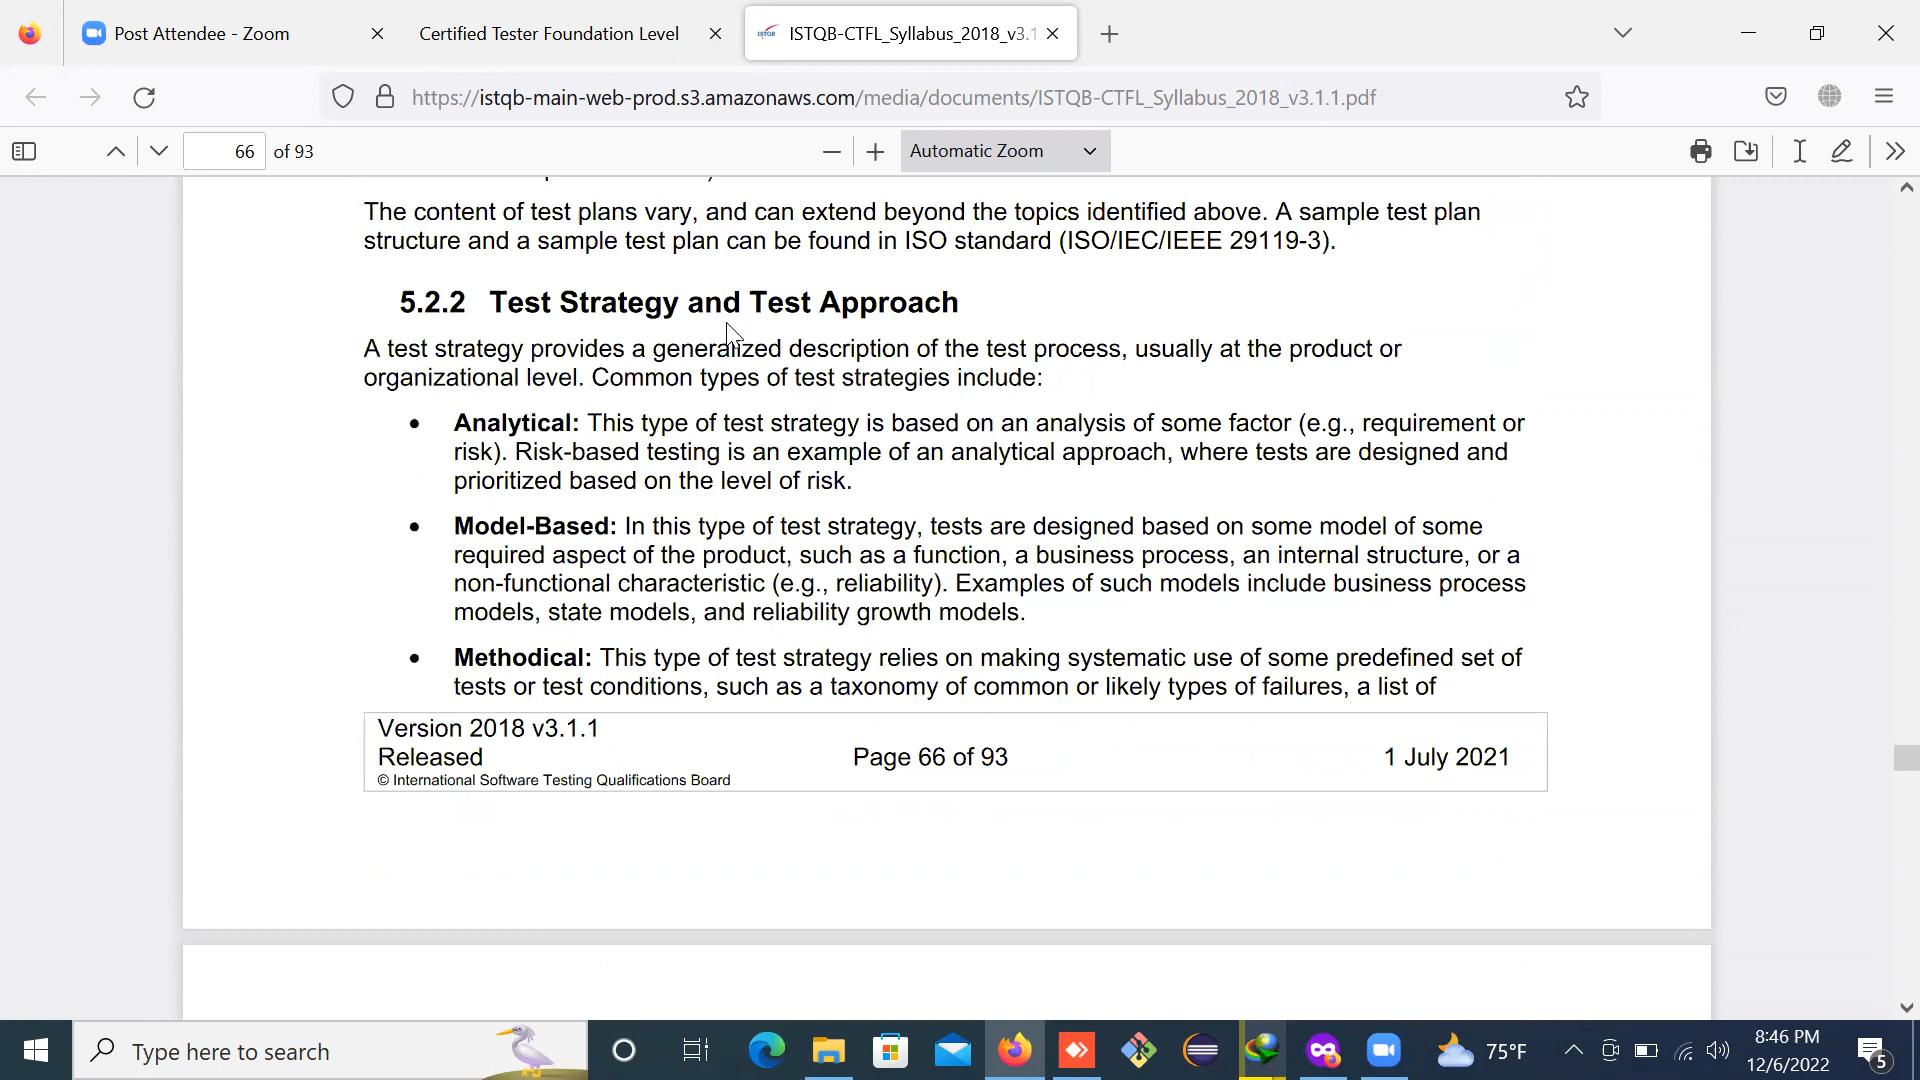 Post Attendee - Zoom
Certified Tester Foundation Level
ISTQB-CTFL_Syllabus_2018_v3.1.
https://istqb-main-web-prod.s3.amazonaws.com/media/documents/ISTQB-CTFL_Syllabus_2018_v3.1.1.pdf
66 of 93
Automatic Zoom
The content of test plans vary, and can extend beyond the topics identified above. A sample test plan
structure and a sample test plan can be found in ISO standard (ISO/IEC/IEEE 29119-3).
5.2.2 Test Strategy and Test Approach
A test strategy provides a generalized description of the test process, usually at the product or
organizational level. Common types of test strategies include:
• Analytical: This type of test strategy is based on an analysis of some factor (e.g., requirement or
risk). Risk-based testing is an example of an analytical approach, where tests are designed and
prioritized based on the level of risk.
• Model-Based: In this type of test strategy, tests are designed based on some model of some
required aspect of the product, such as a function, a business process, an internal structure, or a
non-functional characteristic (e.g., reliability). Examples of such models include business process
models, state models, and reliability growth models.
• Methodical: This type of test strategy relies on making systematic use of some predefined set of
tests or test conditions, such as a taxonomy of common or likely types of failures, a list of
Version 2018 v3.1.1
Released
Page 66 of 93
1 July 2021
© International Software Testing Qualifications Board
Type here to search
75°F
8:46 PM
12/6/2022
5